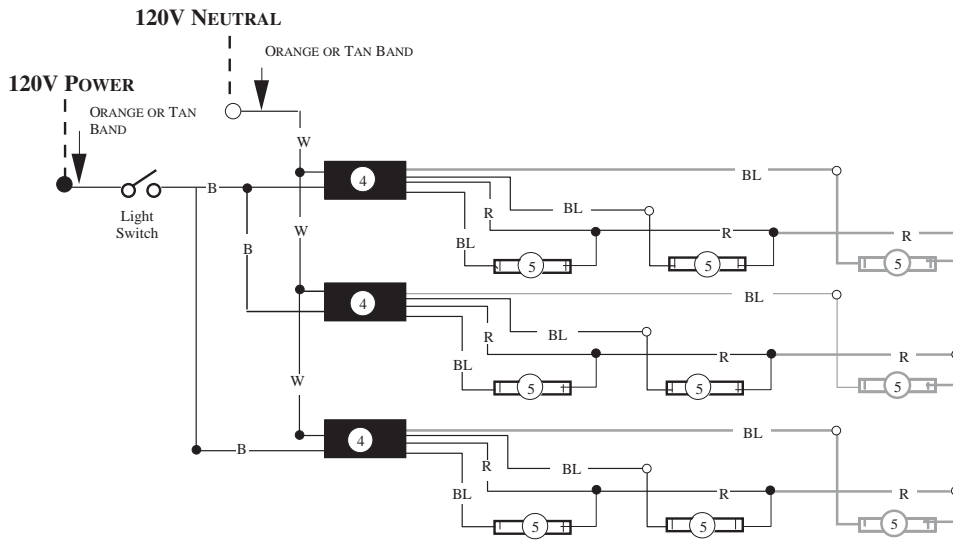 120V NEUTRAL
ORANGE OR TAN BAND
120V POWER
ORANGE OR TAN
BAND
W
4
BL
B
R
BL
R
R
Light
Switch
W
B
BL
5
5
5
4
BL
BL
R
R
R
W
BL
5
5
5
4
BL
B
R
BL
R
R
BL
5
5
5